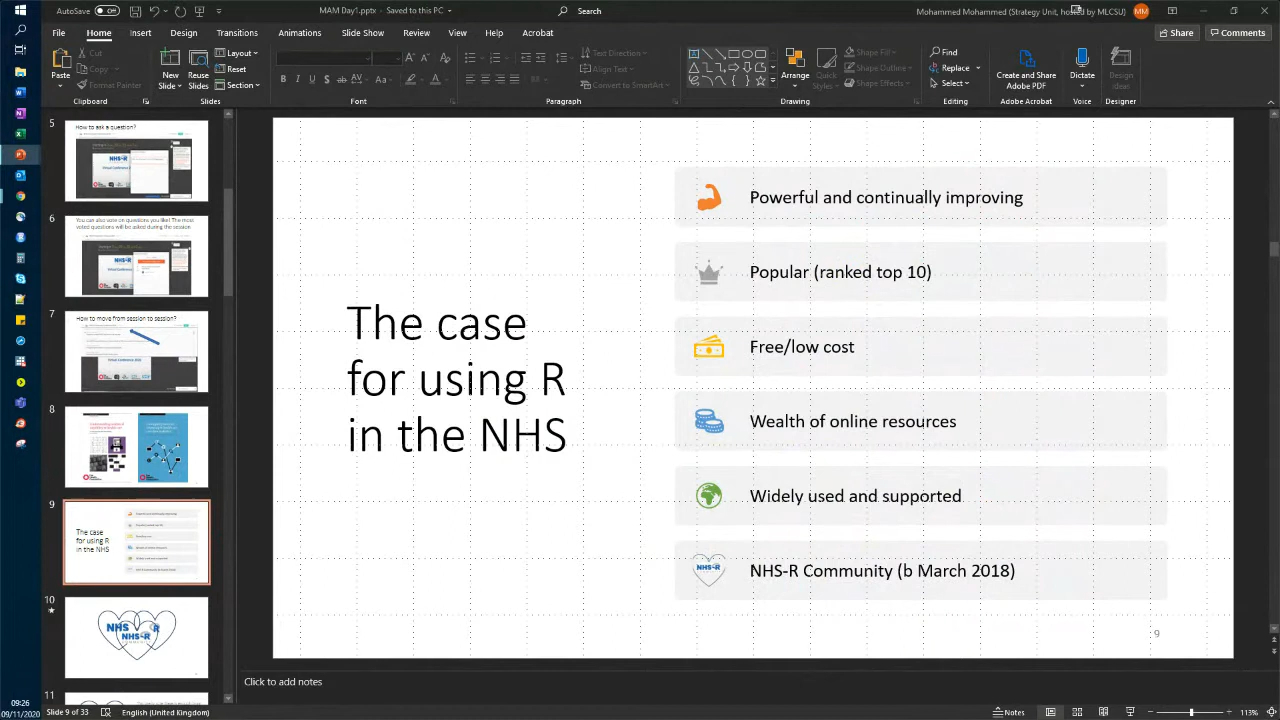 AutoSave Off
MAM Day1.pptx - Saved to this PC
Search
Mohammed Mohammed (Strategy Unit, hosted by MLCSU)
MM
File Home Insert Design Transitions Animations Slide Show Review View Help Acrobat
Share Comments
Paste
Cut
Copy
Format Painter
Clipboard
New Slide
Reuse Slides
Layout
Reset
Section
Slides
Font
Text Direction
Align Text
Convert to SmartArt
Paragraph
Arrange
Quick Styles
Shape Fill
Shape Outline
Shape Effects
Drawing
Find
Replace
Select
Editing
Create and Share Adobe PDF
Adobe Acrobat
Dictate
Voice
Design Ideas
Designer
5
How to ask a question?
NHS-R
6
You can also vote on questions you like! The most
voted questions will be asked during the session
7
How to move from session to session?
8
9
The case
for using R
in the NHS
10
NHS
NHS-R
R
11
The case
for using R
in the NHS
Powerful and continually improving
Popular (ranked top 10)
Free/low cost
Wealth of online resources
Widely used and supported
NHS-R
NHS-R Community (b March 2018)
9
Click to add notes
09:26
09/11/2020
Slide 9 of 33
English (United Kingdom)
Notes
113%